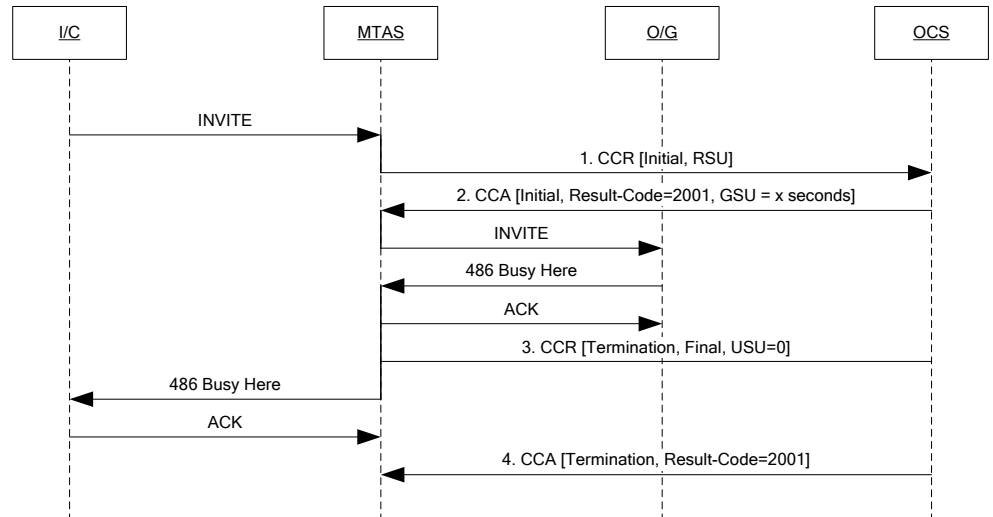 I/C
MTAS
O/G
OCS
INVITE
1. CCR [Initial, RSU]
2. CCA [Initial, Result-Code=2001, GSU = x seconds]
INVITE
486 Busy Here
ACK
3. CCR [Termination, Final, USU=0]
486 Busy Here
ACK
4. CCA [Termination, Result-Code=2001]